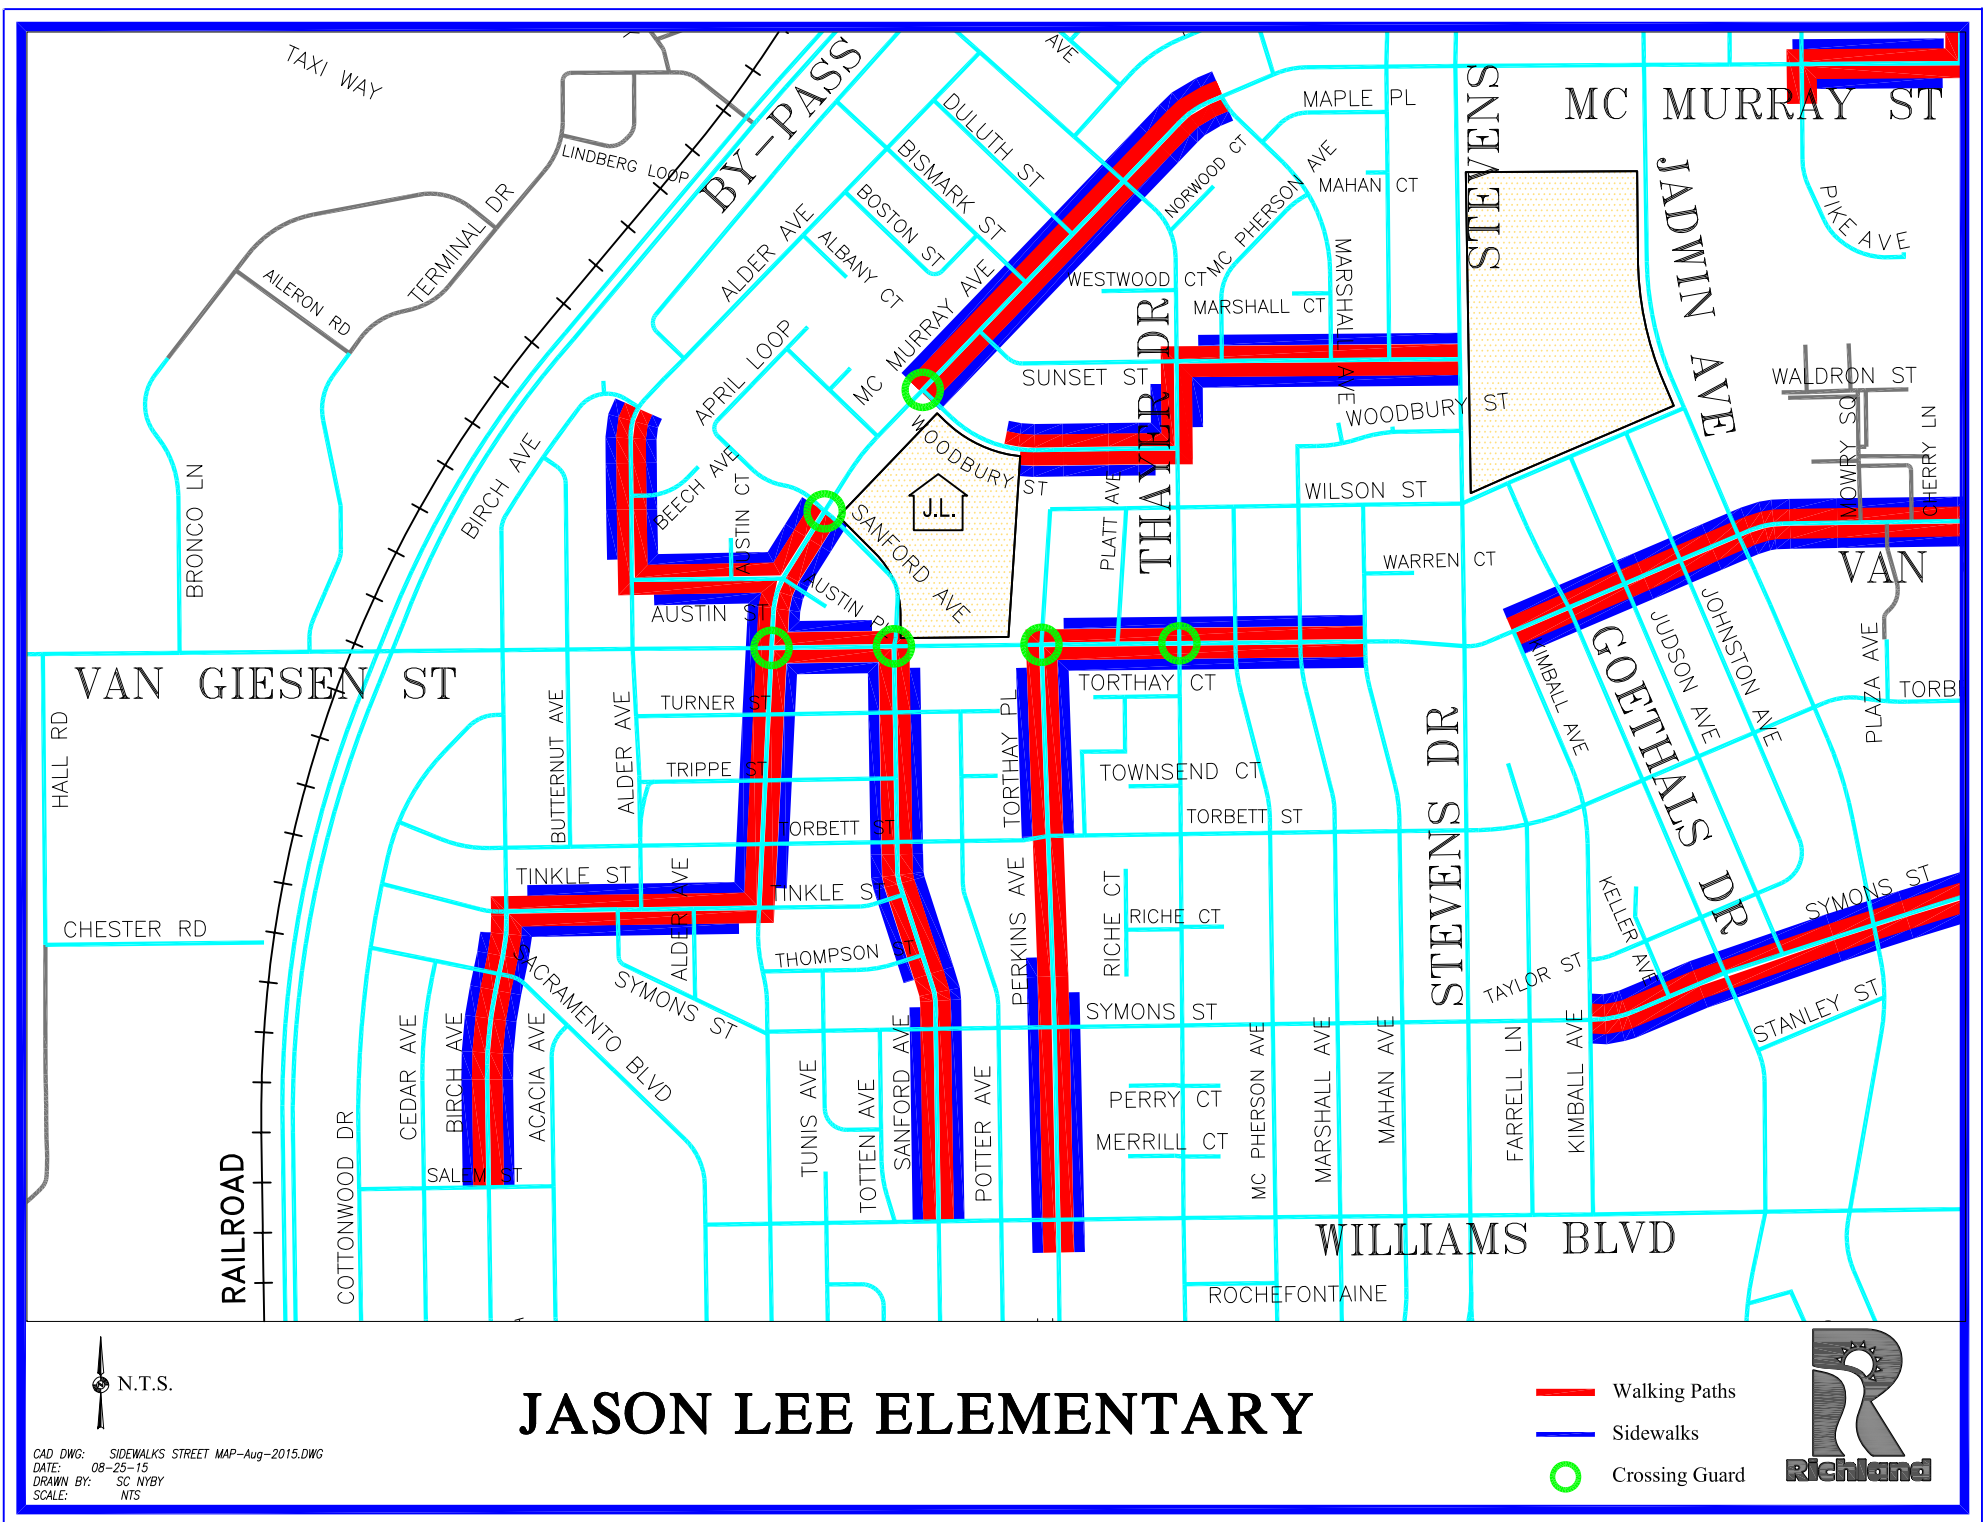 TAXI WAY
AVE
BY-PASS
LINDBERG LOOP
TERMINAL DR
AILERON RD
DULUTH ST
BISMARK ST
BOSTON ST
ALBANY CT
ALDER AVE
APRIL LOOP
MC MURRAY AVE
NORWOOD CT
MAPLE PL
MC PHERSON AVE
MAHAN CT
WESTWOOD CT
MARSHALL CT
MARSHALL AVE
STEVENS
MC MURRAY ST
JADWIN AVE
PIKE AVE
SUNSET ST
THAYER DR
WOODBURY ST
WOODBURY ST
WALDRON ST
MOWRY SQ
CHERRY LN
BRONCO LN
BIRCH AVE
BEECH AVE
AUSTIN CT
J.L.
SANFORD AVE
PLATT AVE
WILSON ST
WARREN CT
VAN
AUSTIN ST
AUSTIN PL
VAN GIESEN ST
KIMBALL AVE
GOETHALS DR
JUDSON AVE
JOHNSTON AVE
PLAZA AVE
TORB
HALL RD
BUTTERNUT AVE
ALDER AVE
TURNER ST
TRIPPE ST
TORBETT ST
TORTHAY PL
TORTHAY CT
TOWNSEND CT
TORBETT ST
STEVENS DR
CHESTER RD
TINKLE ST
ALDER AVE
TINKLE S
THOMPSON ST
SYMONS ST
SACRAMENTO BLVD
PERKINS AVE
RICHE CT
RICHE CT
SYMONS ST
KELLER AVE
TAYLOR ST
SYMONS ST
STANLEY ST
CEDAR AVE
BIRCH AVE
ACACIA AVE
TUNIS AVE
TOTTEN AVE
SANFORD AVE
POTTER AVE
PERRY CT
MERRILL CT
MC PHERSON AVE
MARSHALL AVE
MAHAN AVE
FARRELL LN
KIMBALL AVE
SALEM ST
RAILROAD
COTTONWOOD DR
WILLIAMS BLVD
ROCHEFONTAINE
N.T.S.
JASON LEE ELEMENTARY
Walking Paths
Sidewalks
Crossing Guard
Richland
CAD DWG: SIDEWALKS STREET MAP-Aug-2015.DWG
DATE: 08-25-15
DRAWN BY: SC NYBY
SCALE: NTS